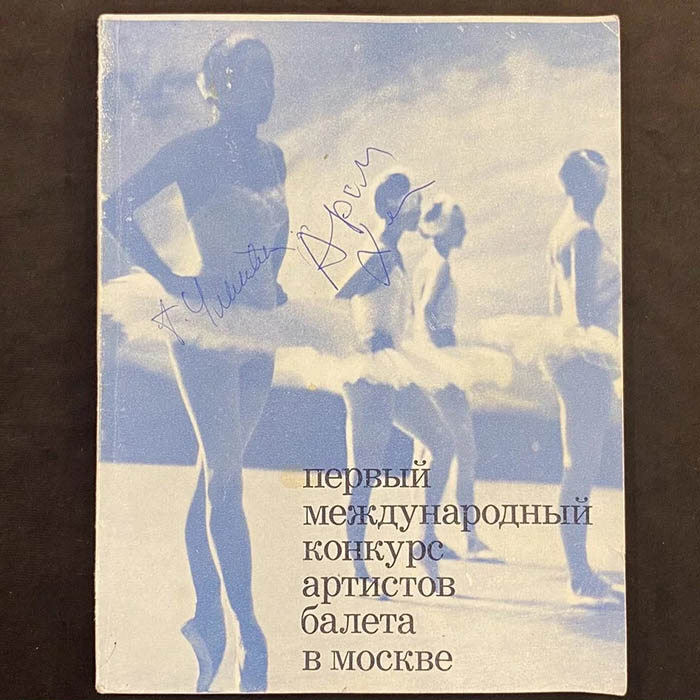 первый
международный
конкурс
артистов
балета
в москве